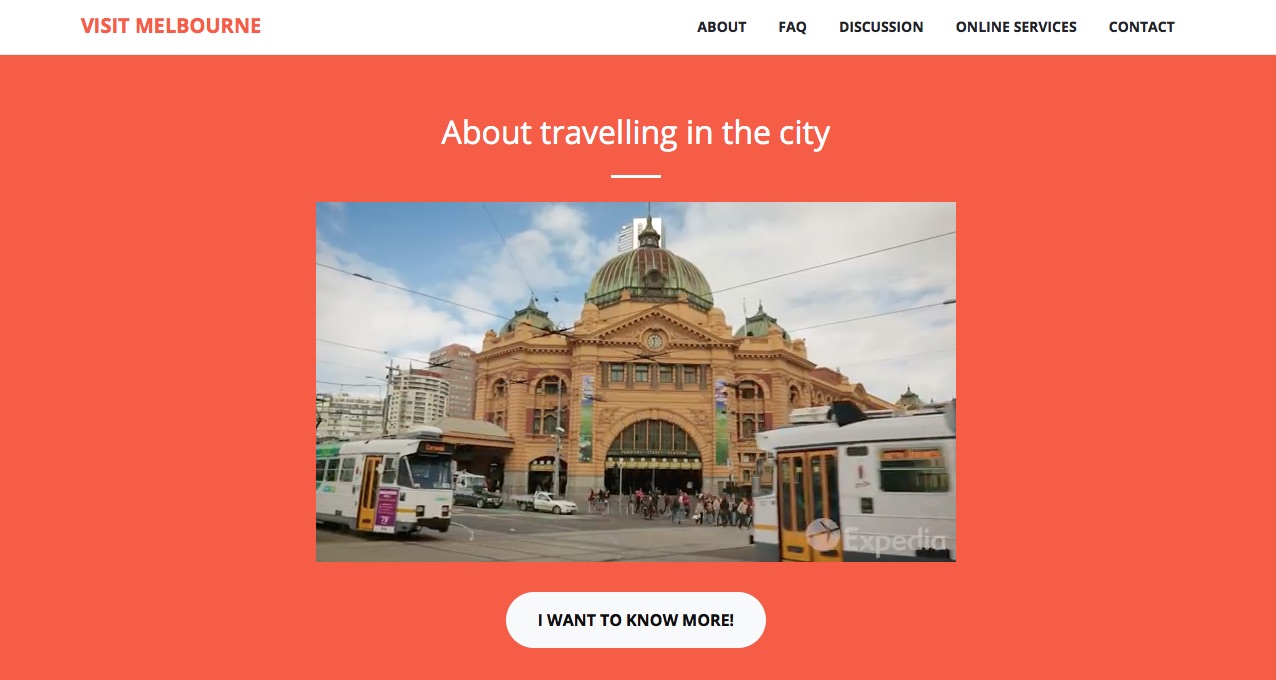 VISIT MELBOURNE
ABOUT FAQ DISCUSSION ONLINE SERVICES CONTACT
About travelling in the city
Expedia
I WANT TO KNOW MORE!